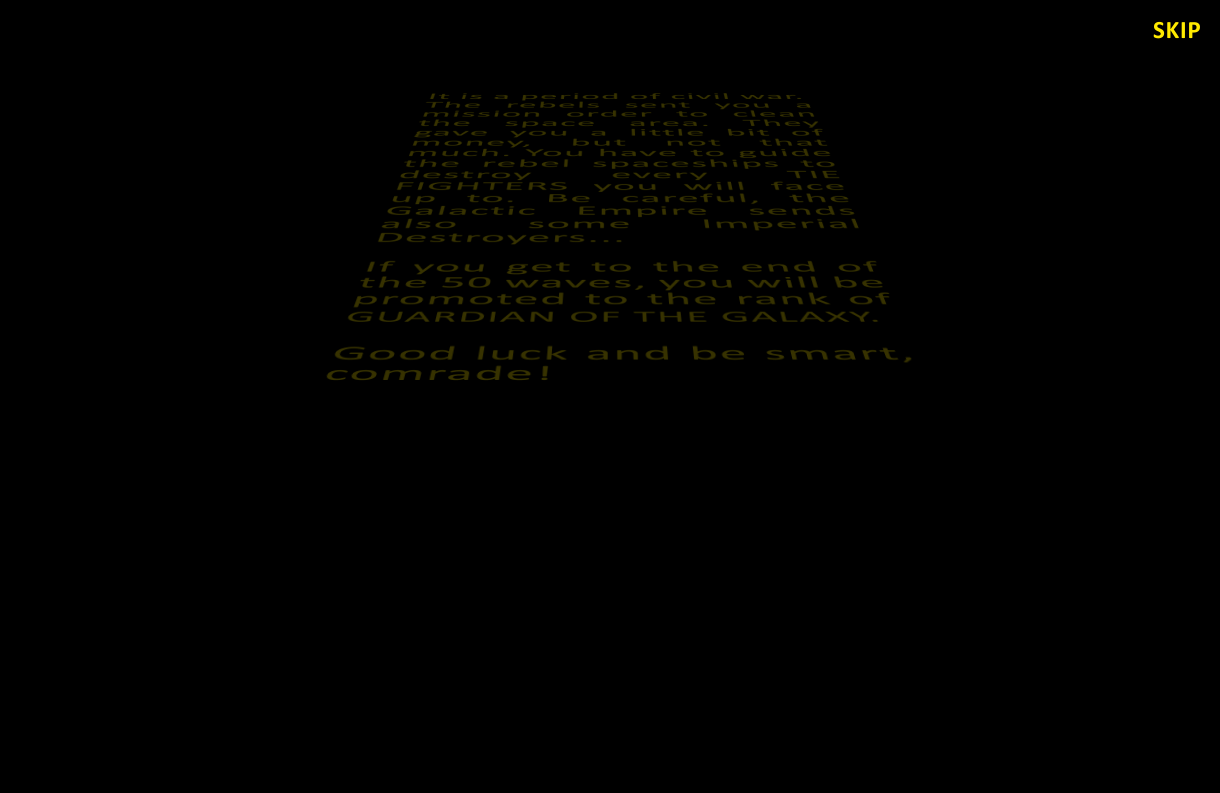 SKIP
It is a period of civil war.
The rebels sent you a
mission order to clean
the space area. They
gave you a little bit of
money, but not that
much. You have to guide
the rebel spaceships to
destroy every TIE
FIGHTERS you will face
up to. Be careful, the
Galactic Empire sends
also some Imperial
Destroyers...
If you get to the end of
the 50 waves, you will be
promoted to the rank of
GUARDIAN OF THE GALAXY.
Good luck and be smart,
comrade!